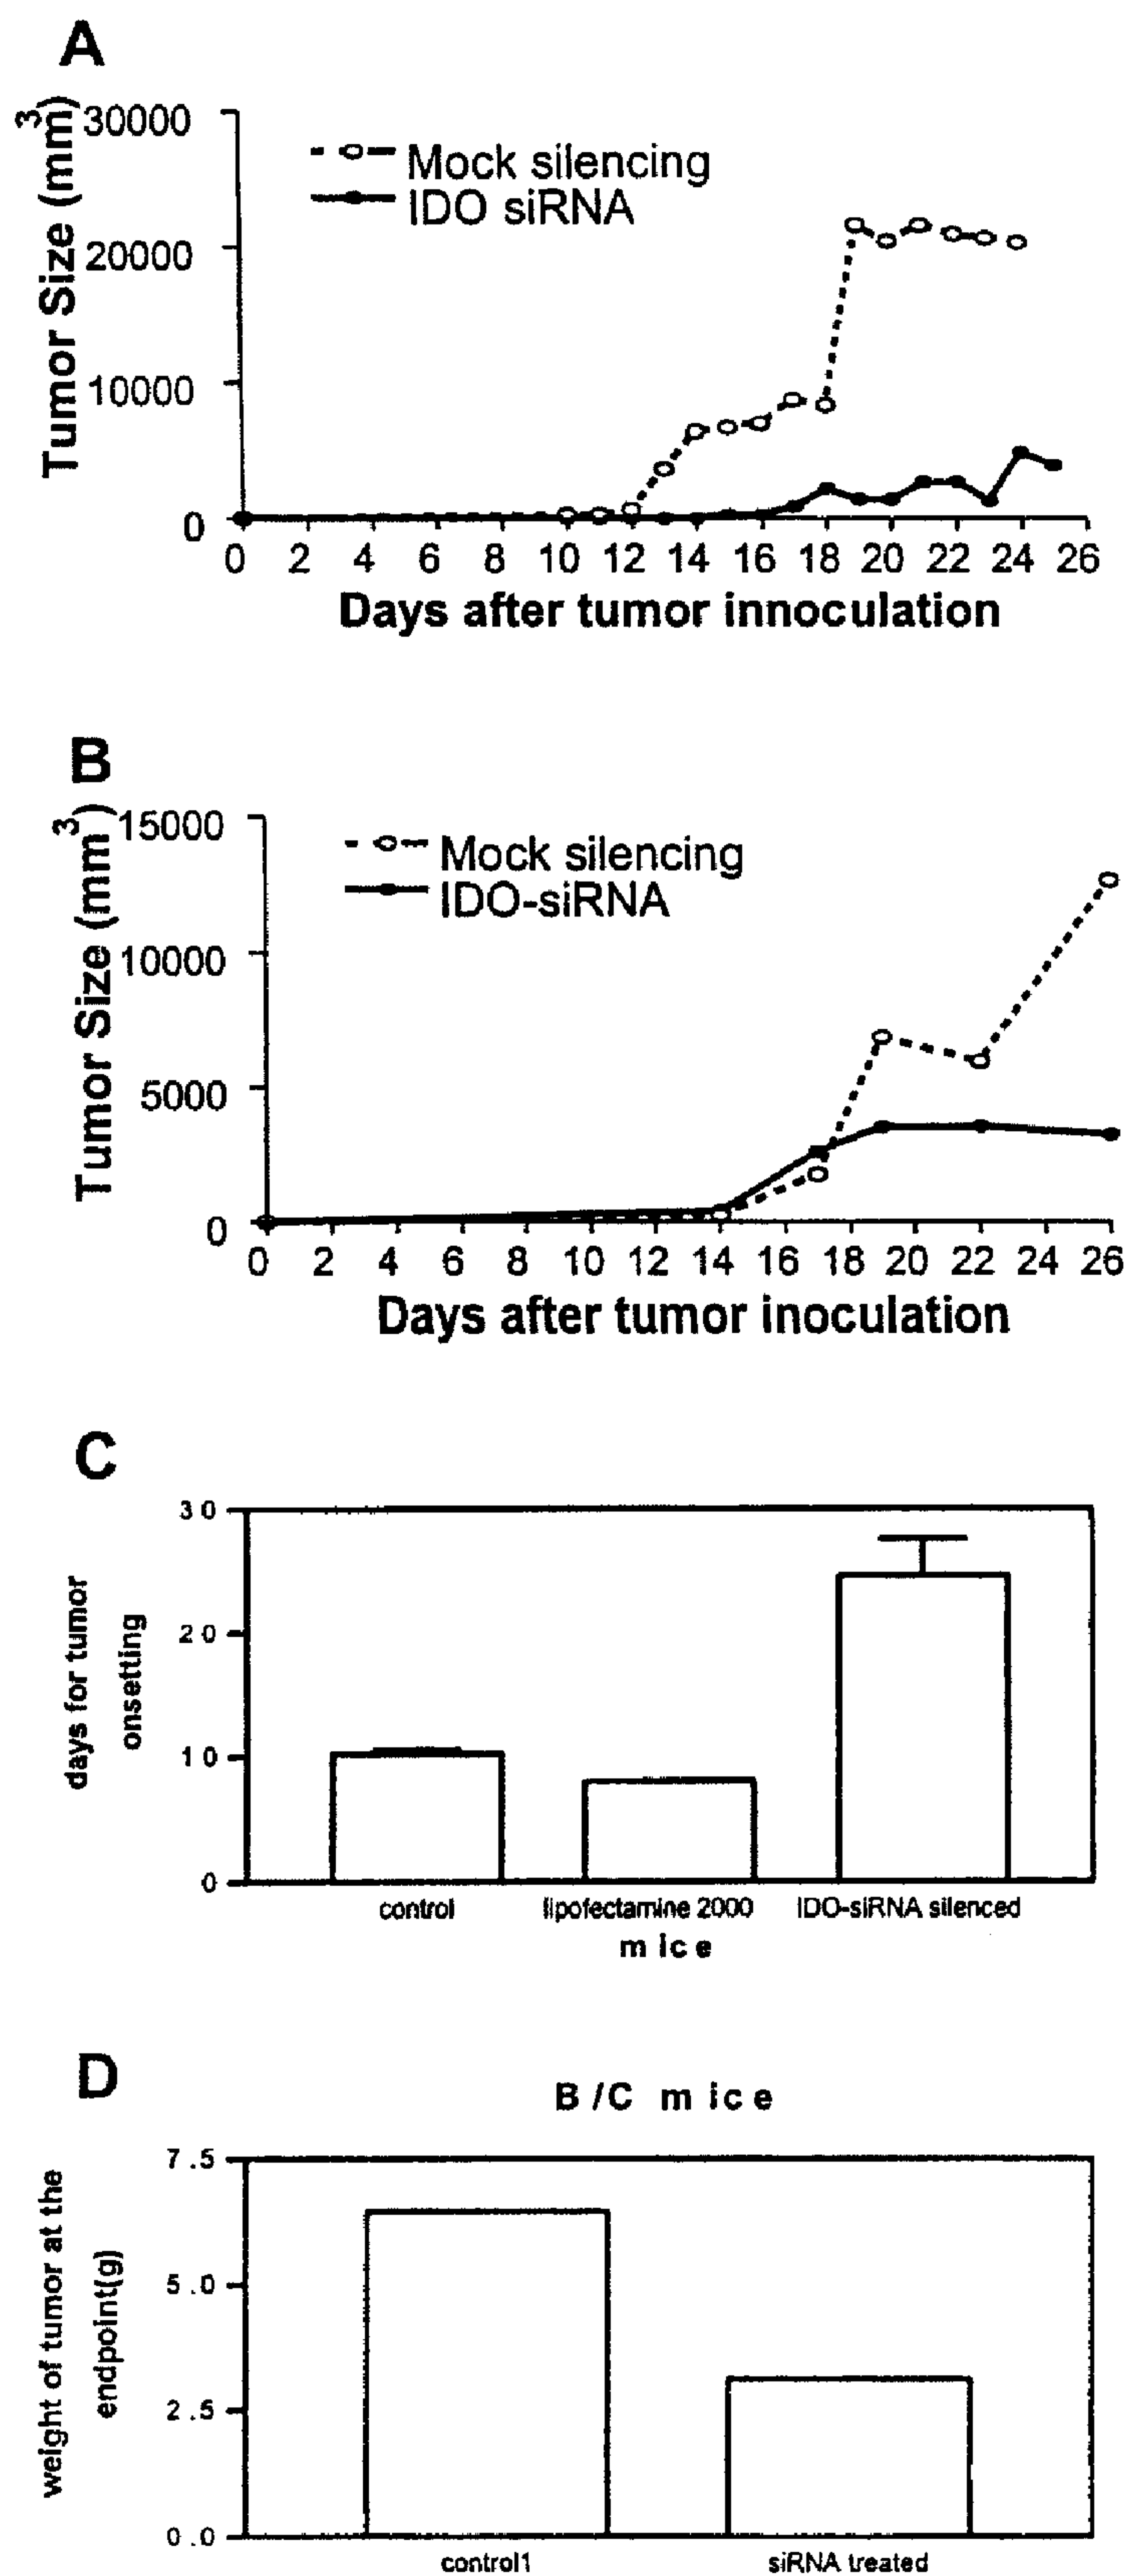 A
Tumor Size (mm3)
30000
20000
10000
0
Mock silencing
IDO siRNA
0 2 4 6 8 10 12 14 16 18 20 22 24 26
Days after tumor innoculation
B
Tumor Size (mm3)
15000
10000
5000
0
Mock silencing
IDO-siRNA
0 2 4 6 8 10 12 14 16 18 20 22 24 26
Days after tumor inoculation
C
days for tumor
onsetting
30
20
10
0
control lipofectamine 2000 IDO-siRNA silenced
mice
D
B/C mice
weight of tumor at the
endpoint(g)
7.5
5.0
2.5
0.0
control1 siRNA treated